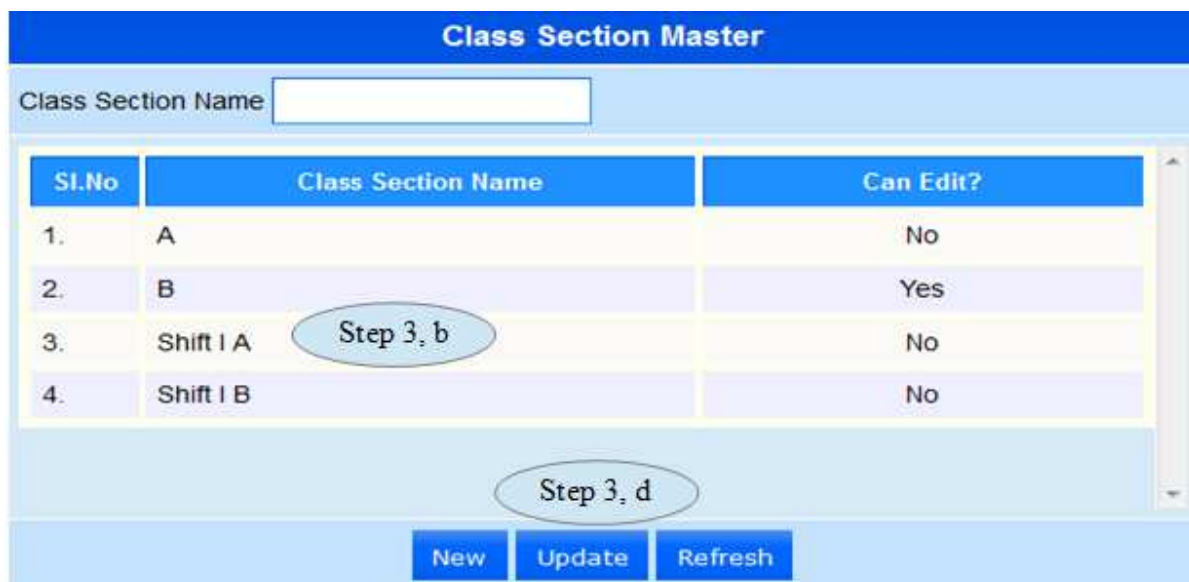 Class Section Master
Class Section Name
Sl.No Class Section Name Can Edit?
1. A No
2. B Yes
3. Shift I A Step 3, b No
4. Shift I B No
Step 3, d
New Update Refresh